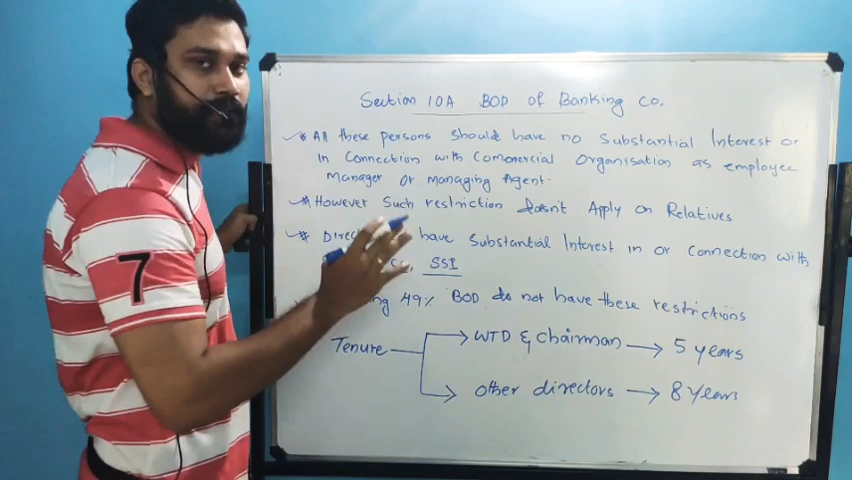 Section 10A BOD of Banking Co.
* All these persons should have no Substantial Interest or
In Connection with Commercial Organisation as employee
manager Or managing Agent.
* However Such restriction doesn't Apply on Relatives
* have Substantial Interest in or Connection with
SSI
49% BOD do not have these restrictions
Tenure WTD & Chairman 5 years
Other directors 8 years
7